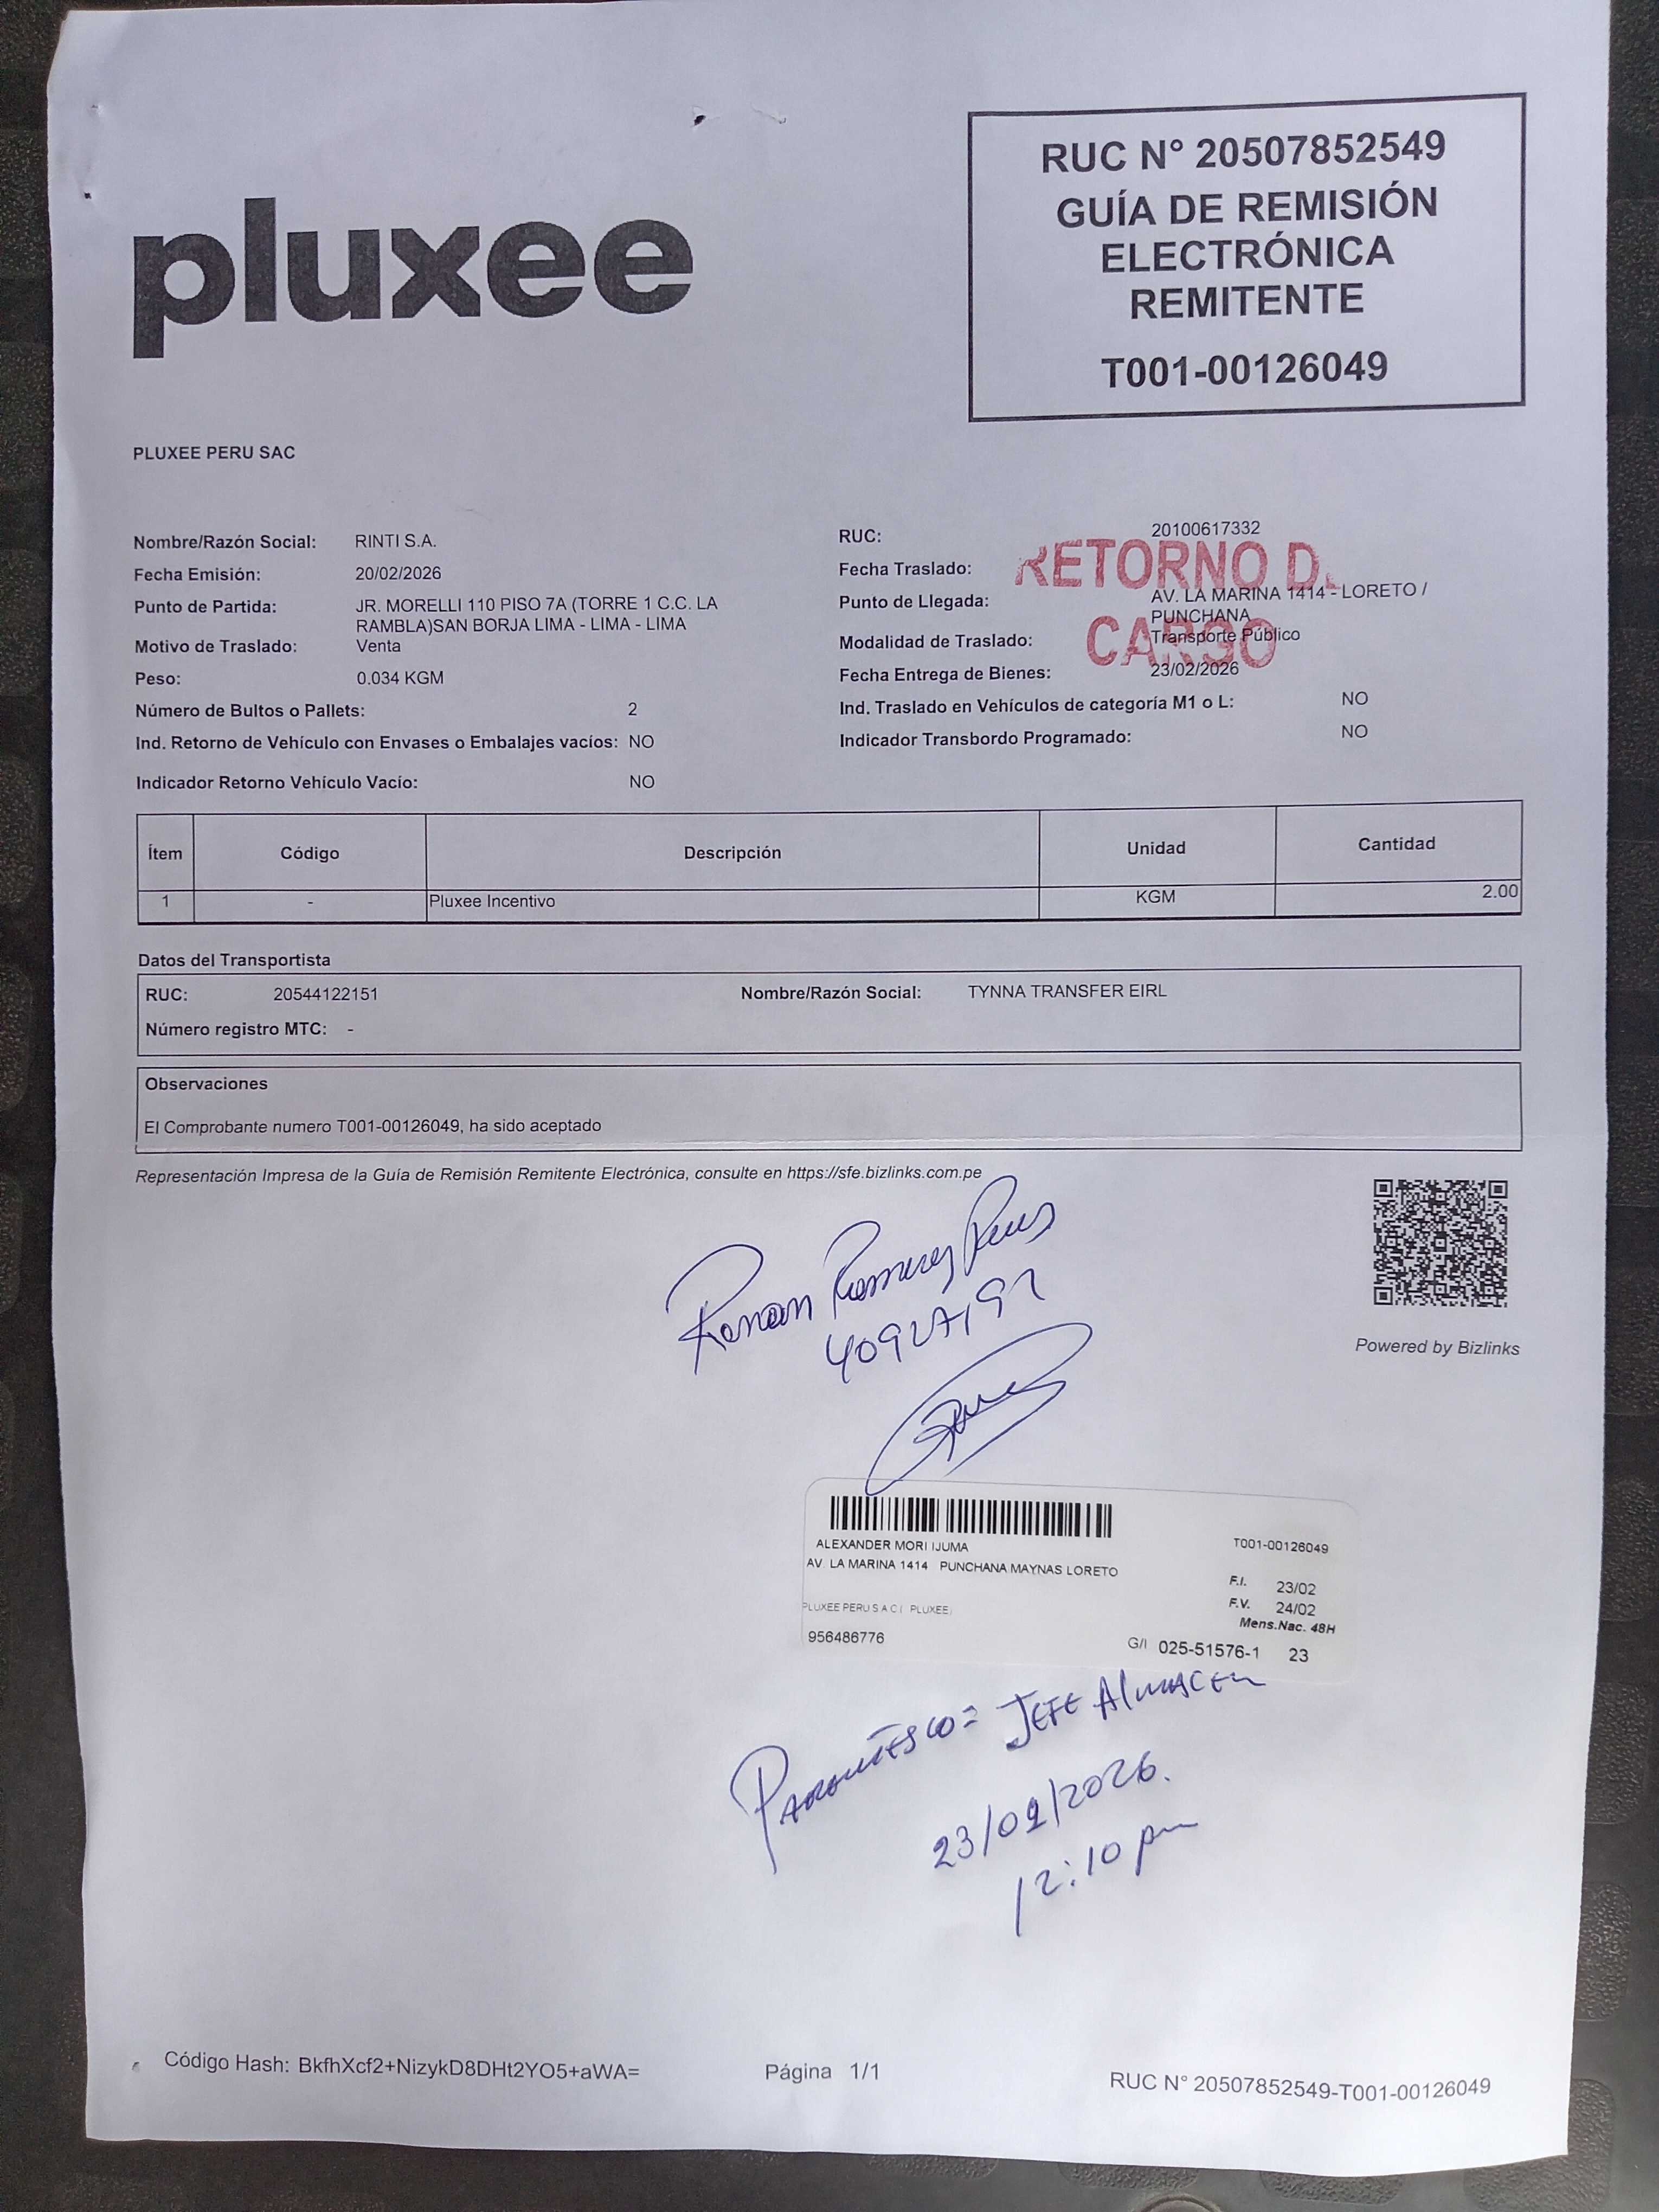 pluxee
RUC N° 20507852549
GUÍA DE REMISIÓN
ELECTRÓNICA
REMITENTE
T001-00126049
PLUXEE PERU SAC
Nombre/Razón Social: RINTI S.A.
Fecha Emisión: 20/02/2026
Punto de Partida: JR. MORELLI 110 PISO 7A (TORRE 1 C.C. LA
RAMBLA)SAN BORJA LIMA - LIMA - LIMA
Motivo de Traslado: Venta
Peso: 0.034 KGM
Número de Bultos o Pallets: 2
Ind. Retorno de Vehículo con Envases o Embalajes vacíos: NO
Indicador Retorno Vehículo Vacío: NO
RUC: 20100617332
Fecha Traslado:
RETORNO D
Punto de Llegada: AV. LA MARINA 1414 - LORETO /
PUNCHANA
CARGO
Modalidad de Traslado: Transporte Público
Fecha Entrega de Bienes: 23/02/2026
Ind. Traslado en Vehículos de categoría M1 o L: NO
Indicador Transbordo Programado: NO
Ítem Código Descripción Unidad Cantidad
1 - Pluxee Incentivo KGM 2.00
Datos del Transportista
RUC: 20544122151 Nombre/Razón Social: TYNNA TRANSFER EIRL
Número registro MTC: -
Observaciones
El Comprobante numero T001-00126049, ha sido aceptado
Representación Impresa de la Guía de Remisión Remitente Electrónica, consulte en https://sfe.bizlinks.com.pe
Renan Ramirez
Powered by Bizlinks
ALEXANDER MORI IJUMA T001-00126049
AV. LA MARINA 1414 PUNCHANA MAYNAS LORETO
F.I. 23/02
PLUXEE PERU S A C ( PLUXEE) F.V. 24/02
Mens.Nac. 48H
956486776 G/I 025-51576-1 23
JEFE ALMACEN
23/02/2026.
12:10 pm
Código Hash: BkfhXcf2+NizykD8DHt2YO5+aWA= Página 1/1 RUC N° 20507852549-T001-00126049